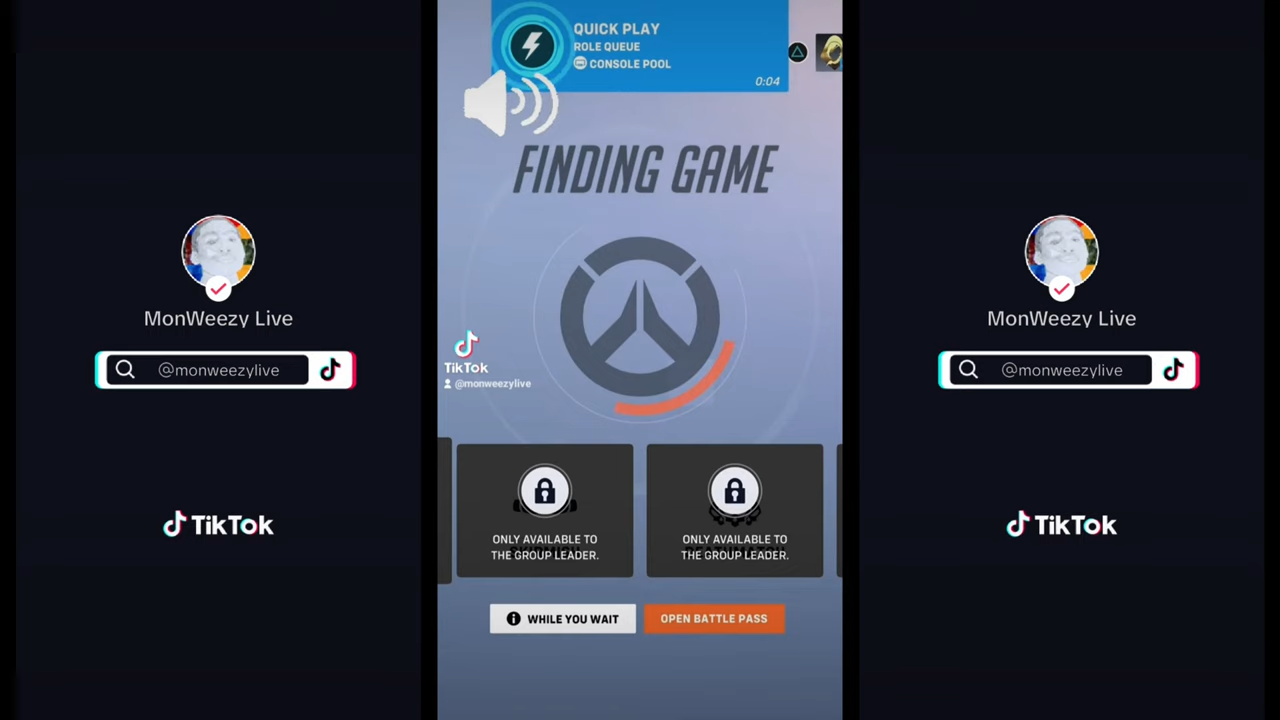 QUICK PLAY
ROLE QUEUE
CONSOLE POOL
0:04
FINDING GAME
MonWeezy Live
@monweezylive
TikTok
TikTok
@monweezylive
ONLY AVAILABLE TO
THE GROUP LEADER.
ONLY AVAILABLE TO
THE GROUP LEADER.
WHILE YOU WAIT
OPEN BATTLE PASS
MonWeezy Live
@monweezylive
TikTok